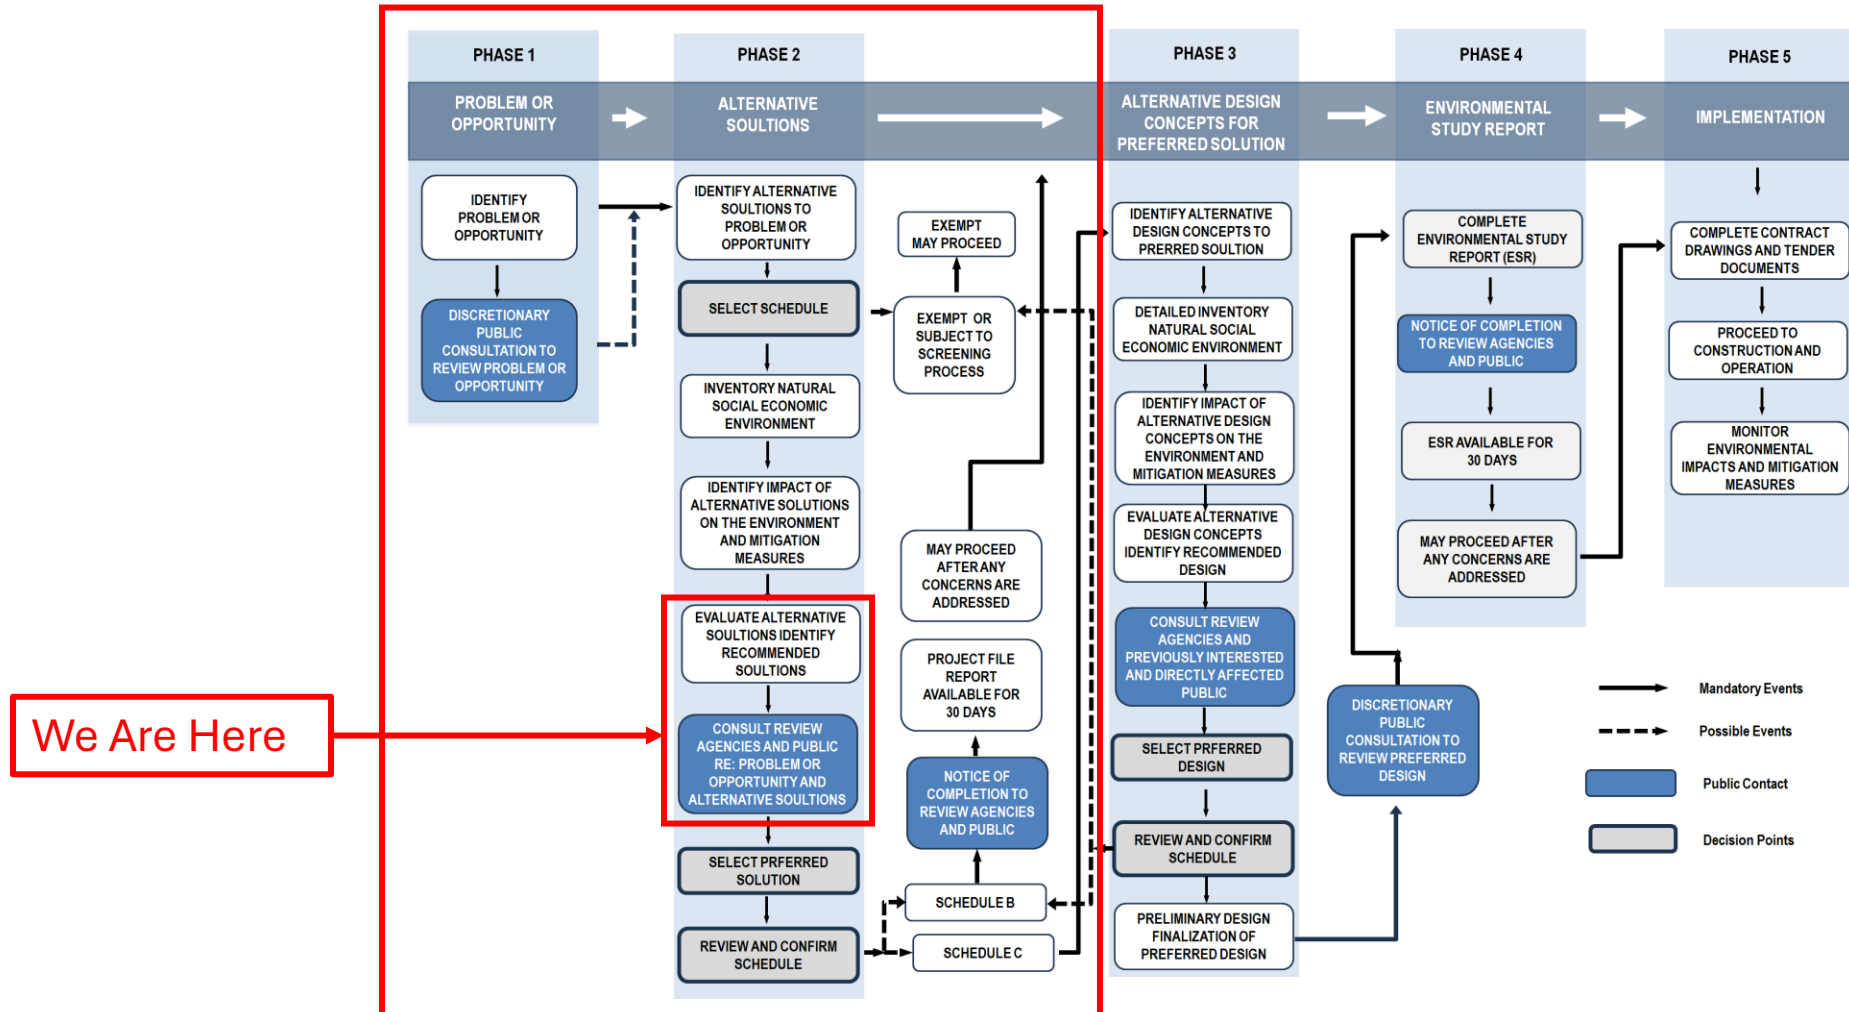 PHASE 1
PROBLEM OR
OPPORTUNITY
IDENTIFY
PROBLEM OR
OPPORTUNITY
DISCRETIONARY
PUBLIC
CONSULTATION TO
REVIEW PROBLEM OR
OPPORTUNITY
PHASE 2
ALTERNATIVE
SOULTIONS
IDENTIFY ALTERNATIVE
SOULTIONS TO
PROBLEM OR
OPPORTUNITY
SELECT SCHEDULE
INVENTORY NATURAL
SOCIAL ECONOMIC
ENVIRONMENT
IDENTIFY IMPACT OF
ALTERNATIVE SOLUTIONS
ON THE ENVIRONMENT
AND MITIGATION
MEASURES
EVALUATE ALTERNATIVE
SOULTIONS IDENTIFY
RECOMMENDED
SOULTIONS
We Are Here
CONSULT REVIEW
AGENCIES AND PUBLIC
RE: PROBLEM OR
OPPORTUNITY AND
ALTERNATIVE SOULTIONS
SELECT PRFERRED
SOLUTION
REVIEW AND CONFIRM
SCHEDULE
EXEMPT
MAY PROCEED
EXEMPT OR
SUBJECT TO
SCREENING
PROCESS
MAY PROCEED
AFTER ANY
CONCERNS ARE
ADDRESSED
PROJECT FILE
REPORT
AVAILABLE FOR
30 DAYS
NOTICE OF
COMPLETION TO
REVIEW AGENCIES
AND PUBLIC
SCHEDULE B
SCHEDULE C
PHASE 3
ALTERNATIVE DESIGN
CONCEPTS FOR
PREFERRED SOLUTION
IDENTIFY ALTERNATIVE
DESIGN CONCEPTS TO
PRERRED SOULTION
DETAILED INVENTORY
NATURAL SOCIAL
ECONOMIC ENVIRONMENT
IDENTIFY IMPACT OF
ALTERNATIVE DESIGN
CONCEPTS ON THE
ENVIRONMENT AND
MITIGATION MEASURES
EVALUATE ALTERNATIVE
DESIGN CONCEPTS
IDENTIFY RECOMMENDED
DESIGN
CONSULT REVIEW
AGENCIES AND
PREVIOUSLY INTERESTED
AND DIRECTLY AFFECTED
PUBLIC
SELECT PRFERRED
DESIGN
REVIEW AND CONFIRM
SCHEDULE
PRELIMINARY DESIGN
FINALIZATION OF
PREFERRED DESIGN
PHASE 4
ENVIRONMENTAL
STUDY REPORT
COMPLETE
ENVIRONMENTAL STUDY
REPORT (ESR)
NOTICE OF COMPLETION
TO REVIEW AGENCIES
AND PUBLIC
ESR AVAILABLE FOR
30 DAYS
MAY PROCEED AFTER
ANY CONCERNS ARE
ADDRESSED
DISCRETIONARY
PUBLIC
CONSULTATION TO
REVIEW PREFERRED
DESIGN
PHASE 5
IMPLEMENTATION
COMPLETE CONTRACT
DRAWINGS AND TENDER
DOCUMENTS
PROCEED TO
CONSTRUCTION AND
OPERATION
MONITOR
ENVIRONMENTAL
IMPACTS AND MITIGATION
MEASURES
Mandatory Events
Possible Events
Public Contact
Decision Points